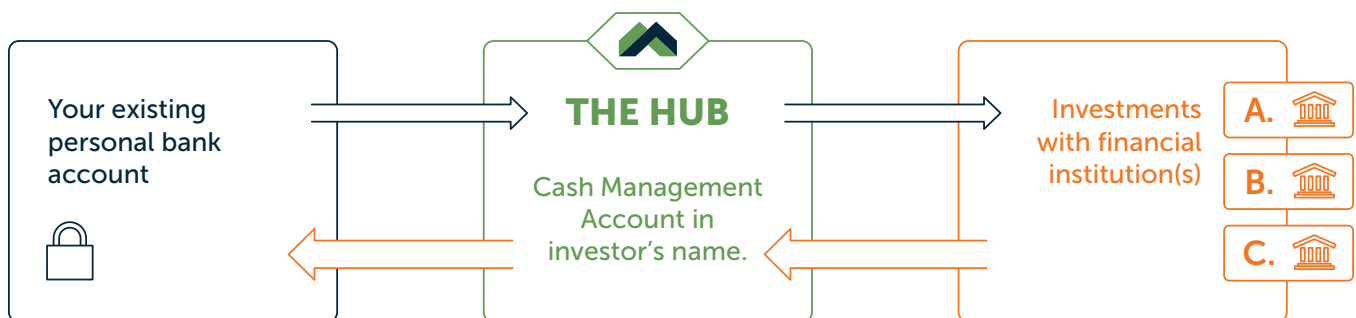 Your existing
personal bank
account
THE HUB
Cash Management
Account in
investor’s name.
Investments
with financial
institution(s)
A.
B.
C.